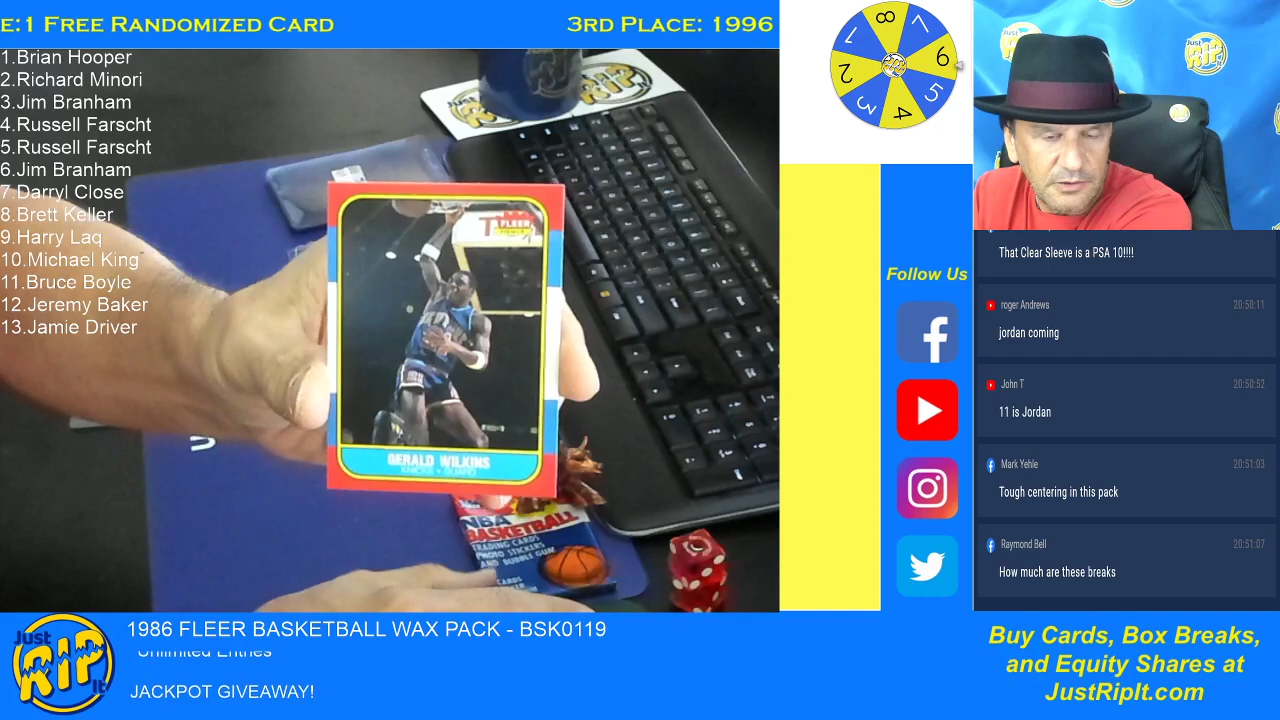 E:1 FREE RANDOMIZED CARD
3RD PLACE: 1996
1.Brian Hooper
2.Richard Minori
3.Jim Branham
4.Russell Farscht
5.Russell Farscht
6.Jim Branham
7.Darryl Close
8.Brett Keller
9.Harry Laq
10.Michael King
11.Bruce Boyle
12.Jeremy Baker
13.Jamie Driver
FLEER
GERALD WILKINS
KNICKS • GUARD
NBA
BASKETBALL
TRADING CARDS
PHOTO STICKERS
AND BUBBLE GUM
CARDS
8
7
6
5
4
3
2
1
Just
RIP
Follow Us
That Clear Sleeve is a PSA 10!!!!
roger Andrews 20:50:11
jordan coming
John T 20:50:52
11 is Jordan
Mark Yehle 20:51:03
Tough centering in this pack
Raymond Bell 20:51:07
How much are these breaks
Just
RIP
It
1986 FLEER BASKETBALL WAX PACK - BSK0119
Unlimited Entries
JACKPOT GIVEAWAY!
Buy Cards, Box Breaks,
and Equity Shares at
JustRipIt.com